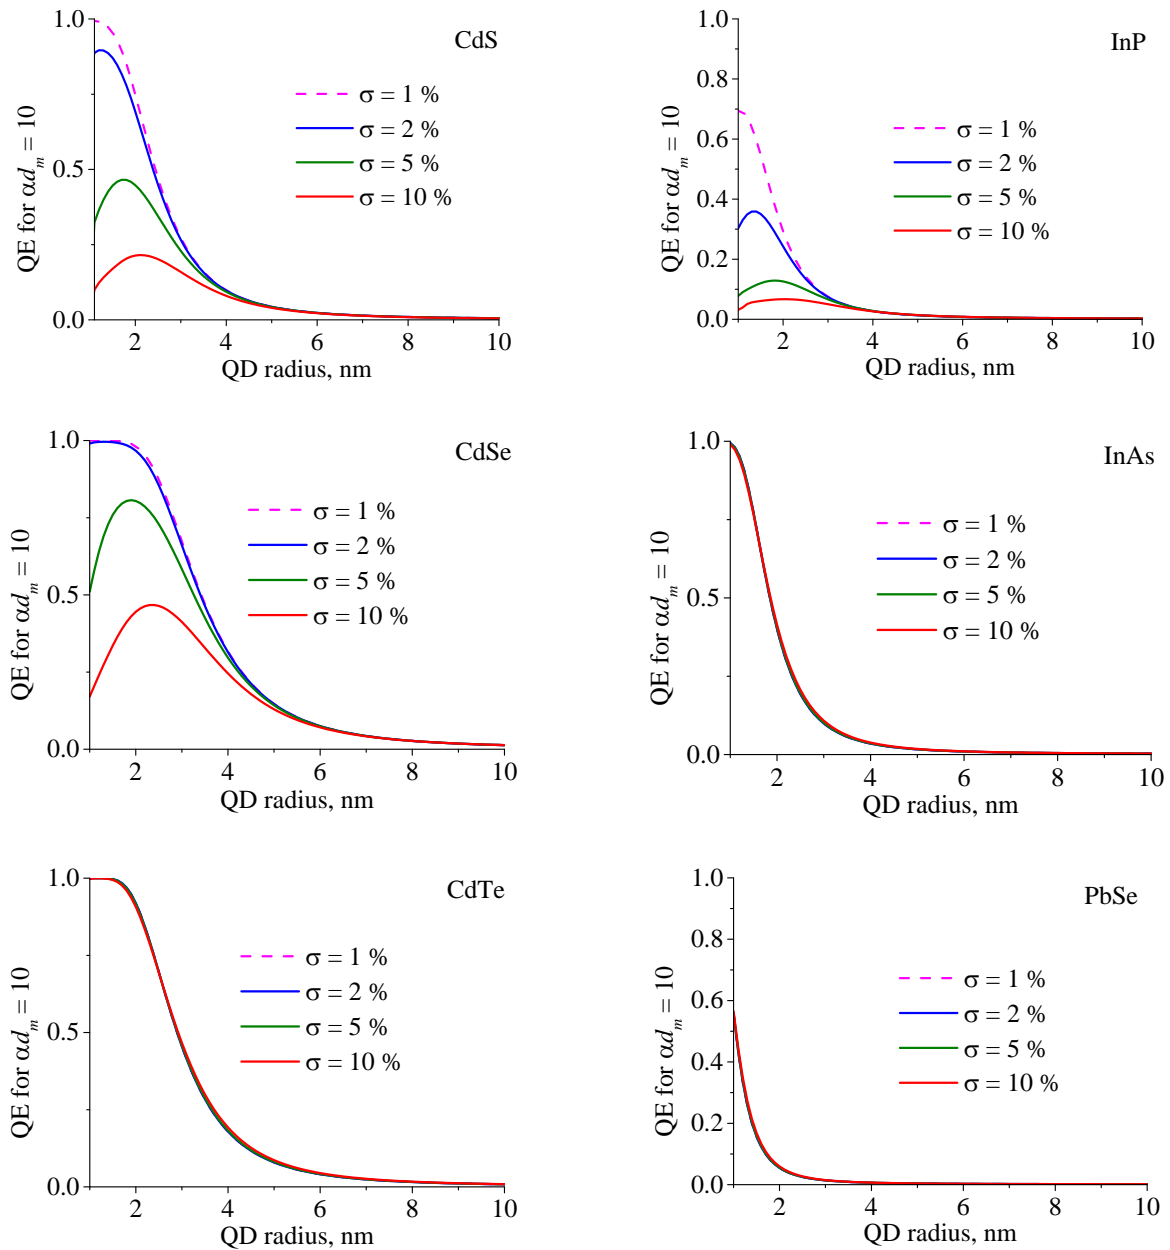 CdS
QE for αd_m = 10
1.0
0.5
0.0
σ = 1 %
σ = 2 %
σ = 5 %
σ = 10 %
2 4 6 8 10
QD radius, nm
InP
QE for αd_m = 10
1.0
0.8
0.6
0.4
0.2
0.0
σ = 1 %
σ = 2 %
σ = 5 %
σ = 10 %
2 4 6 8 10
QD radius, nm
CdSe
QE for αd_m = 10
1.0
0.5
0.0
σ = 1 %
σ = 2 %
σ = 5 %
σ = 10 %
2 4 6 8 10
QD radius, nm
InAs
QE for αd_m = 10
1.0
0.5
0.0
σ = 1 %
σ = 2 %
σ = 5 %
σ = 10 %
2 4 6 8 10
QD radius, nm
CdTe
QE for αd_m = 10
1.0
0.5
0.0
σ = 1 %
σ = 2 %
σ = 5 %
σ = 10 %
2 4 6 8 10
QD radius, nm
PbSe
QE for αd_m = 10
1.0
0.8
0.6
0.4
0.2
0.0
σ = 1 %
σ = 2 %
σ = 5 %
σ = 10 %
2 4 6 8 10
QD radius, nm